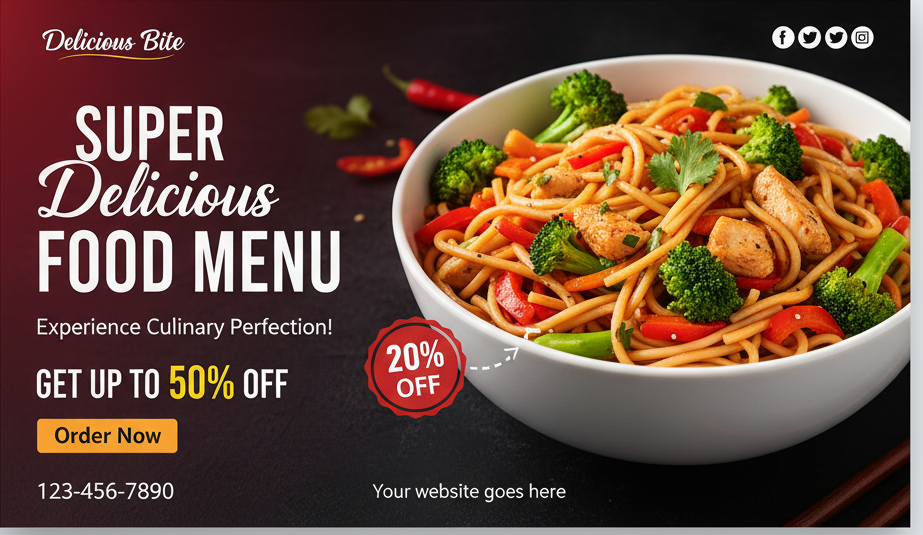 Delicious Bite
SUPER
Delicious
FOOD MENU
Experience Culinary Perfection!
GET UP TO 50% OFF
Order Now
123-456-7890
20%
OFF
Your website goes here